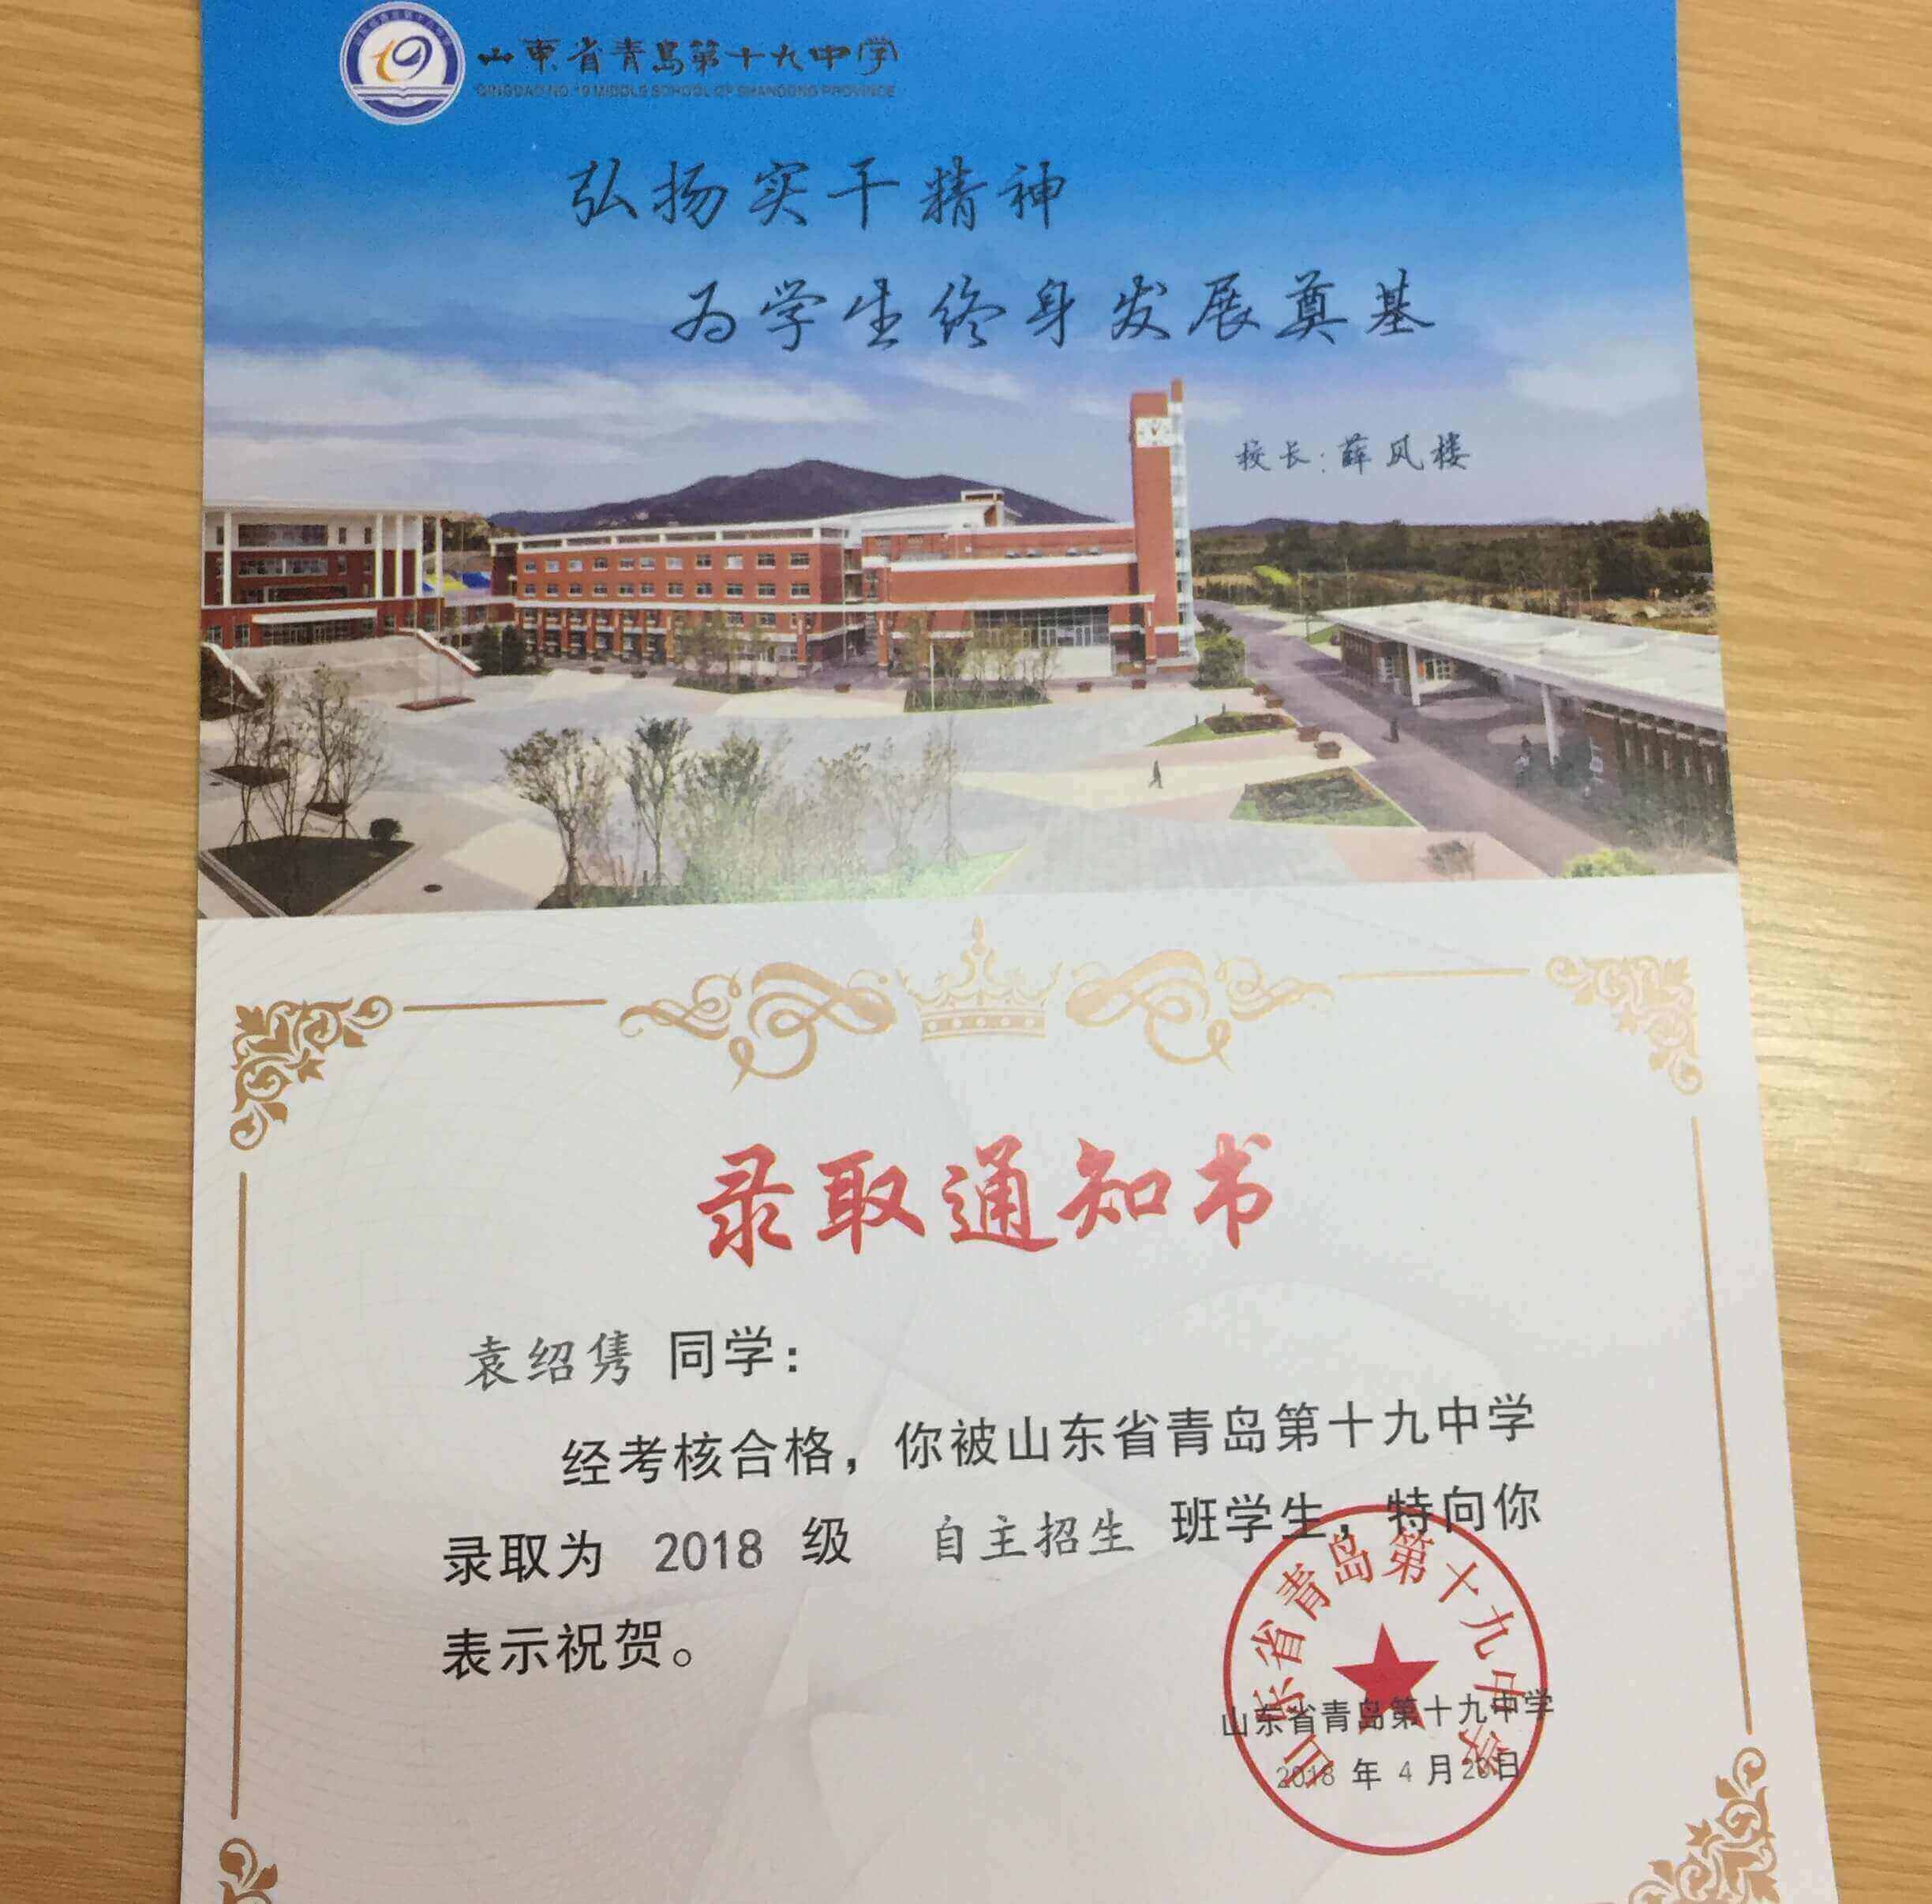 山东省青岛第十九中学
QINGDAO NO.19 MIDDLE SCHOOL OF SHANDONG PROVINCE
弘扬实干精神
为学生终身发展奠基
校长:薛风楼
录取通知书
袁绍隽 同学:
经考核合格，你被山东省青岛第十九中学
录取为 2018 级 自主招生 班学生，特向你
表示祝贺。
山东省青岛第十九中学
山东省青岛第十九中学
2018 年 4 月 日